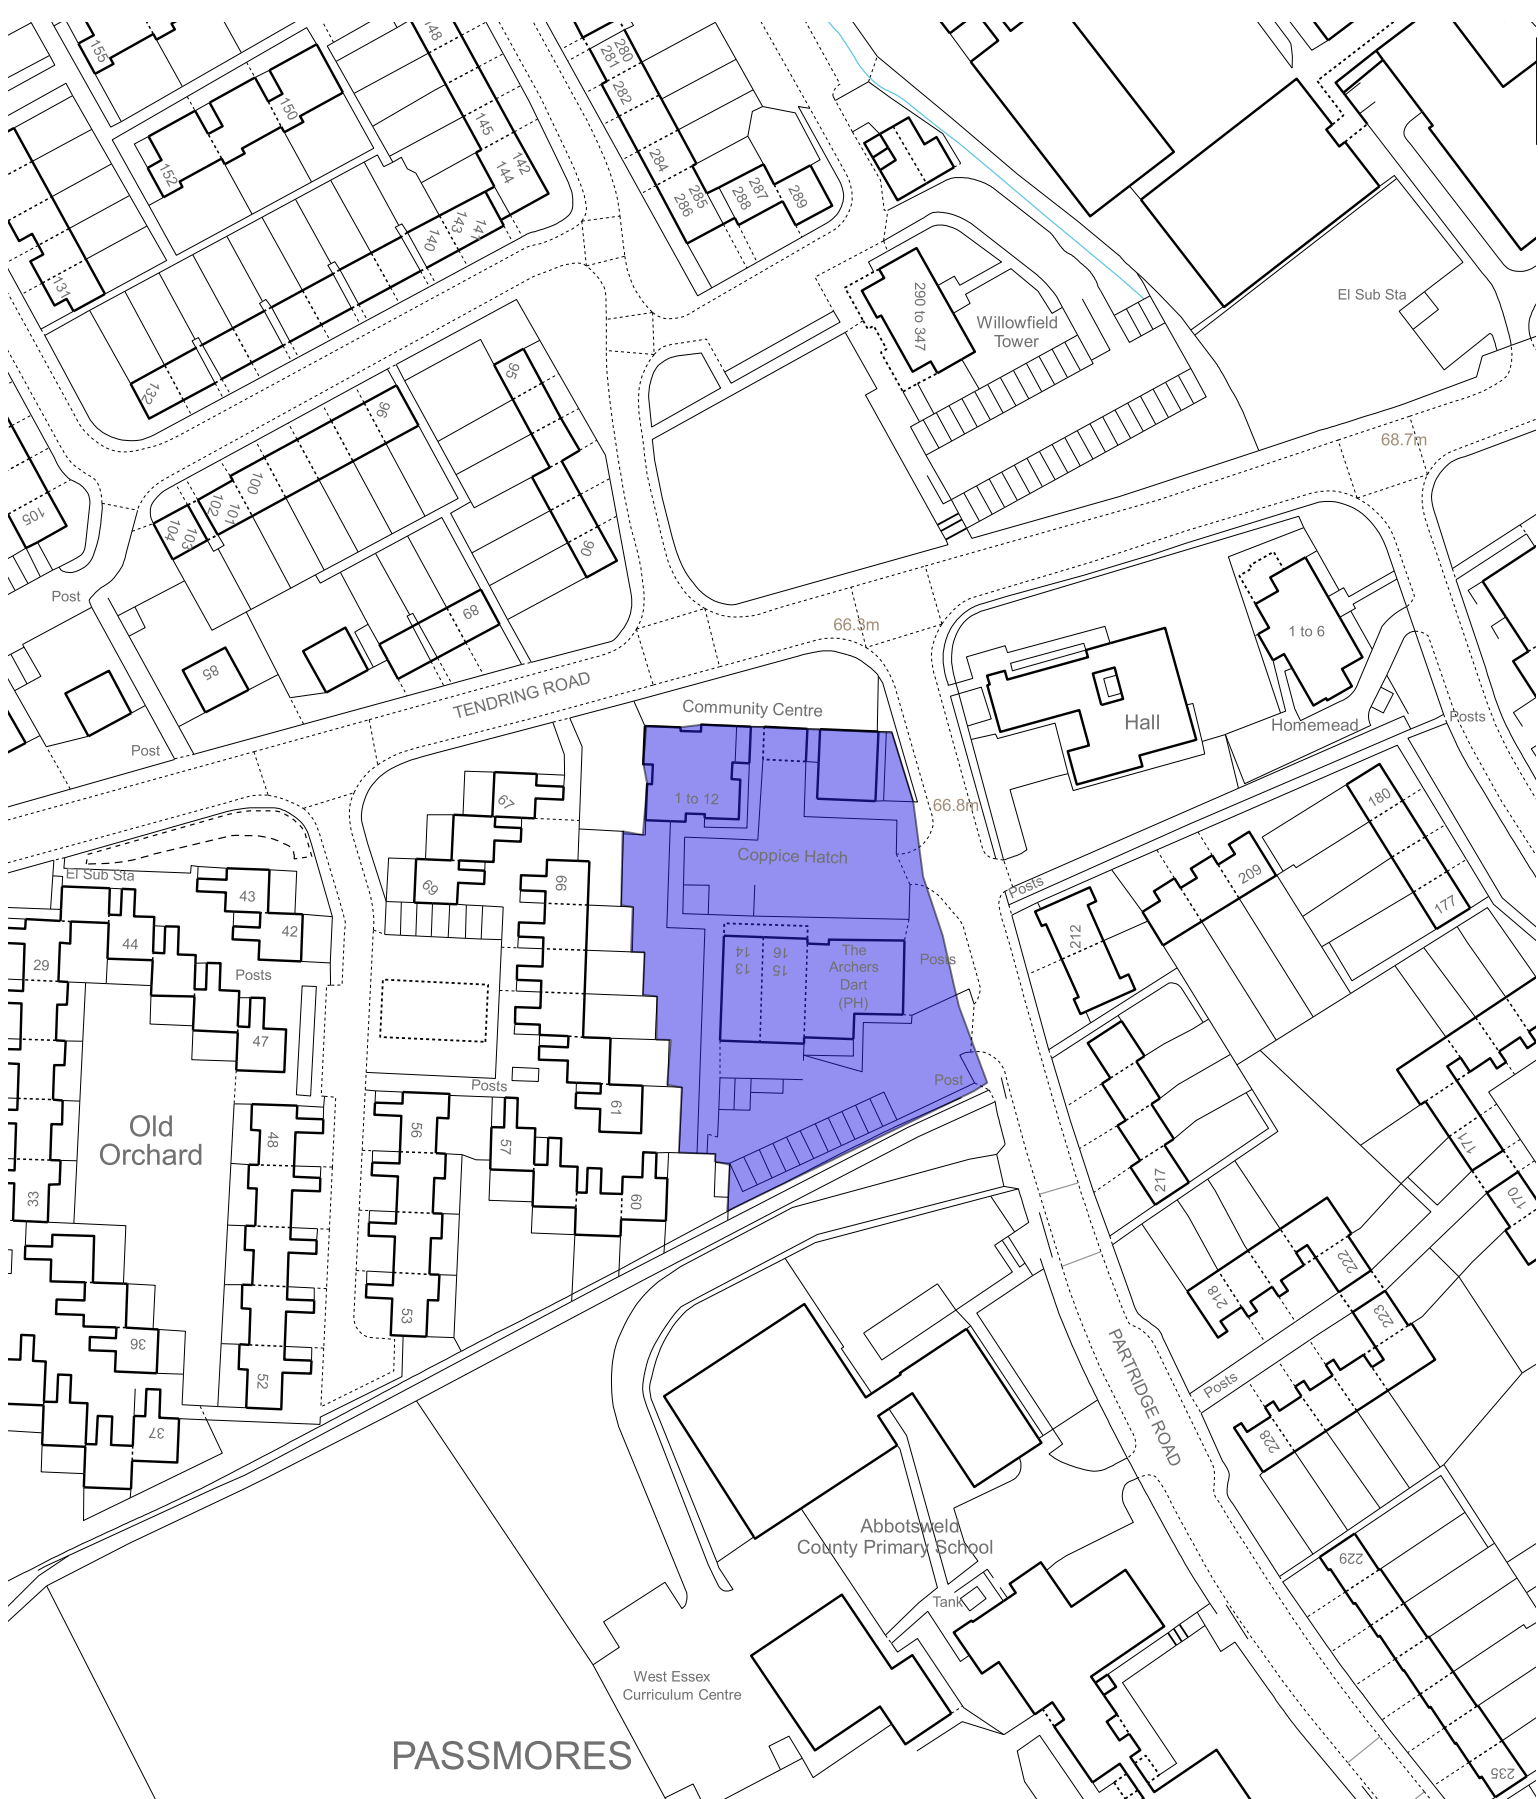 155
150
152
148
145
144
142
143
141
140
131
132
280
281
282
284
285
286
287
288
289
290 to 347
Willowfield
Tower
El Sub Sta
68.7m
95
96
100
101
102
103
104
105
90
89
85
Post
Post
TENDRING ROAD
66.3m
Community Centre
Hall
1 to 6
Homemead
Posts
66.8m
1 to 12
Coppice Hatch
67
69
66
El Sub Sta
43
42
44
29
Posts
47
14
13
16
15
The
Archers
Dart
(PH)
Posts
Post
Posts
180
177
209
212
Posts
61
57
60
56
53
48
52
Old
Orchard
33
36
37
217
171
170
218
222
223
228
Posts
PARTRIDGE ROAD
Abbotsweld
County Primary School
Tank
229
235
West Essex
Curriculum Centre
PASSMORES